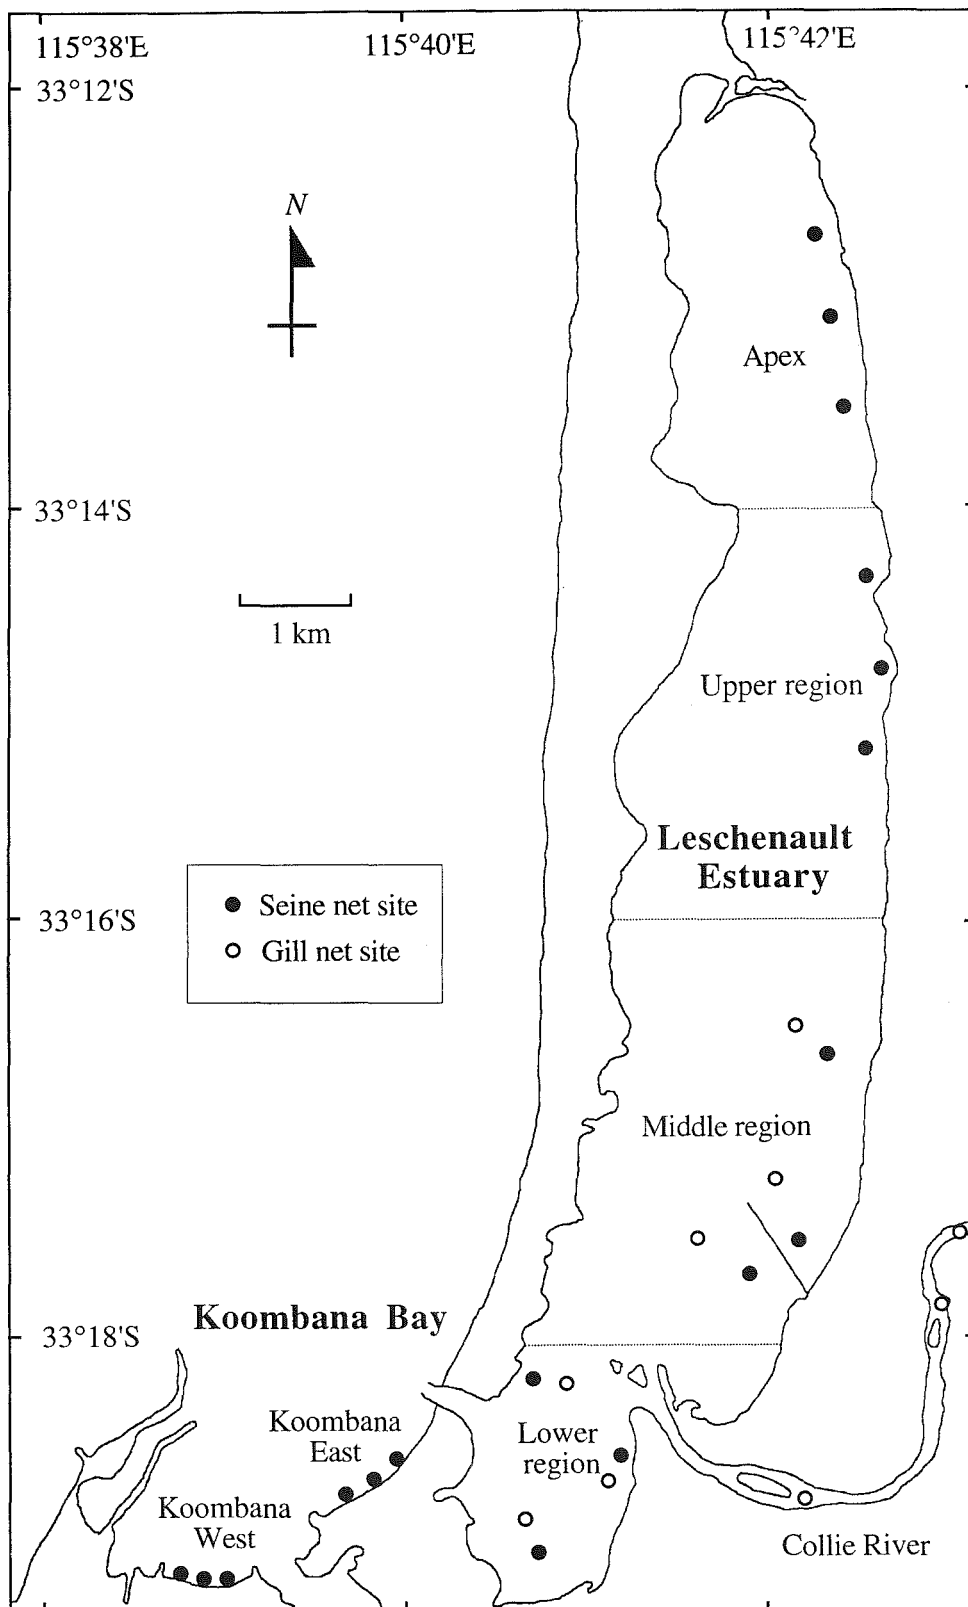 115°38'E
115°40'E
115°42'E
33°12'S
N
Apex
33°14'S
1 km
Upper region
Leschenault
Estuary
Seine net site
33°16'S
Gill net site
Middle region
Koombana Bay
33°18'S
Koombana
East
Lower
region
Koombana
West
Collie River